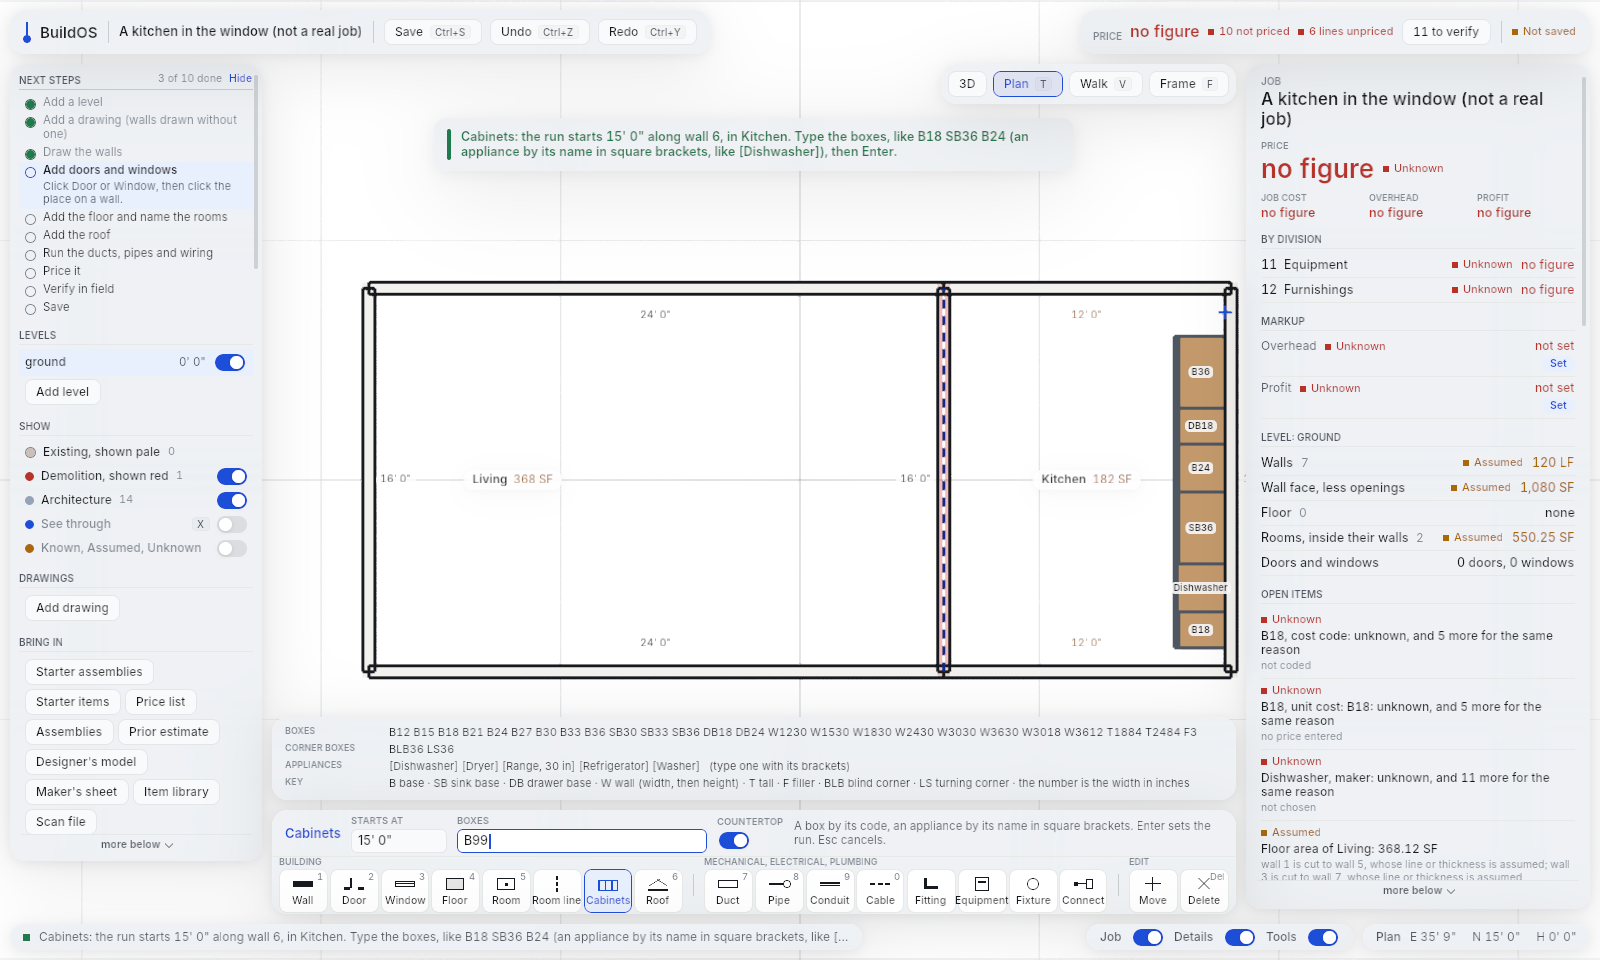 BuildOS
A kitchen in the window (not a real job)
Save Ctrl+S
Undo Ctrl+Z
Redo Ctrl+Y
PRICE no figure 10 not priced 6 lines unpriced 11 to verify Not saved
NEXT STEPS 3 of 10 done Hide
Add a level
Add a drawing (walls drawn without
one)
Draw the walls
Add doors and windows
Click Door or Window, then click the
place on a wall.
Add the floor and name the rooms
Add the roof
Run the ducts, pipes and wiring
Price it
Verify in field
Save
LEVELS
ground 0' 0"
Add level
SHOW
Existing, shown pale 0
Demolition, shown red 1
Architecture 14
See through X
Known, Assumed, Unknown
DRAWINGS
Add drawing
BRING IN
Starter assemblies
Starter items Price list
Assemblies Prior estimate
Designer's model
Maker's sheet Item library
Scan file
more below
3D Plan T Walk V Frame F
Cabinets: the run starts 15' 0" along wall 6, in Kitchen. Type the boxes, like B18 SB36 B24 (an
appliance by its name in square brackets, like [Dishwasher]), then Enter.
24' 0" 12' 0"
B36
DB18
B24
16' 0" Living 368 SF 16' 0" Kitchen 182 SF
SB36
Dishwasher
B18
24' 0" 12' 0"
BOXES B12 B15 B18 B21 B24 B27 B30 B33 B36 SB30 SB33 SB36 DB18 DB24 W1230 W1530 W1830 W2430 W3030 W3630 W3018 W3612 T1884 T2484 F3
CORNER BOXES BLB36 LS36
APPLIANCES [Dishwasher] [Dryer] [Range, 30 in] [Refrigerator] [Washer] (type one with its brackets)
KEY B base · SB sink base · DB drawer base · W wall (width, then height) · T tall · F filler · BLB blind corner · LS turning corner · the number is the width in inches
Cabinets
STARTS AT
15' 0"
BOXES
B99
COUNTERTOP
A box by its code, an appliance by its name in square brackets. Enter sets the
run. Esc cancels.
BUILDING MECHANICAL, ELECTRICAL, PLUMBING EDIT
1 2 3 4 5 6 7 8 9 0 Del
Wall Door Window Floor Room Room line Cabinets Roof Duct Pipe Conduit Cable Fitting Equipment Fixture Connect Move Delete
JOB
A kitchen in the window (not a real
job)
PRICE
no figure Unknown
JOB COST OVERHEAD PROFIT
no figure no figure no figure
BY DIVISION
11 Equipment Unknown no figure
12 Furnishings Unknown no figure
MARKUP
Overhead Unknown not set
Set
Profit Unknown not set
Set
LEVEL: GROUND
Walls 7 Assumed 120 LF
Wall face, less openings Assumed 1,080 SF
Floor 0 none
Rooms, inside their walls 2 Assumed 550.25 SF
Doors and windows 0 doors, 0 windows
OPEN ITEMS
Unknown
B18, cost code: unknown, and 5 more for the same
reason
not coded
Unknown
B18, unit cost: B18: unknown, and 5 more for the
same reason
no price entered
Unknown
Dishwasher, maker: unknown, and 11 more for the
same reason
not chosen
Assumed
Floor area of Living: 368.12 SF
wall 1 is cut to wall 5, whose line or thickness is assumed; wall
3 is cut to wall 7, whose line or thickness is assumed
more below
Cabinets: the run starts 15' 0" along wall 6, in Kitchen. Type the boxes, like B18 SB36 B24 (an appliance by its name in square brackets, like [...
Job Details Tools
Plan E 35' 9" N 15' 0" H 0' 0"